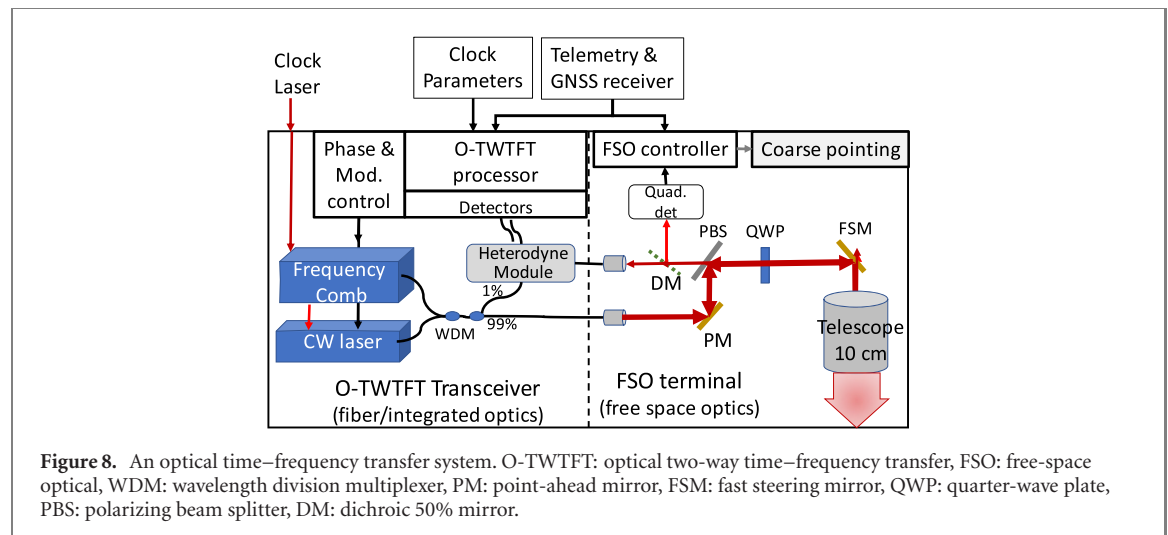 Clock
Laser
Clock
Parameters
Telemetry &
GNSS receiver
Phase &
Mod.
control
O-TWTFT
processor
Detectors
FSO controller
Coarse pointing
Quad.
det
PBS
QWP
FSM
Heterodyne
Module
DM
Frequency
Comb
1%
99%
WDM
CW laser
PM
Telescope
10 cm
O-TWTFT Transceiver
(fiber/integrated optics)
FSO terminal
(free space optics)
Figure 8. An optical time–frequency transfer system. O-TWTFT: optical two-way time–frequency transfer, FSO: free-space
optical, WDM: wavelength division multiplexer, PM: point-ahead mirror, FSM: fast steering mirror, QWP: quarter-wave plate,
PBS: polarizing beam splitter, DM: dichroic 50% mirror.